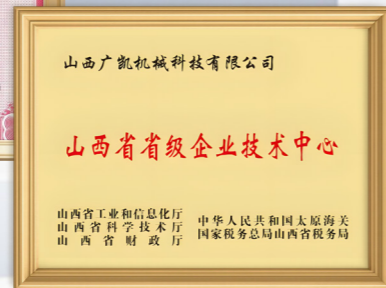 山西广凯机械科技有限公司
山西省省级企业技术中心
山西省工业和信息化厅
山西省科学技术厅
山西省财政厅
中华人民共和国太原海关
国家税务总局山西省税务局